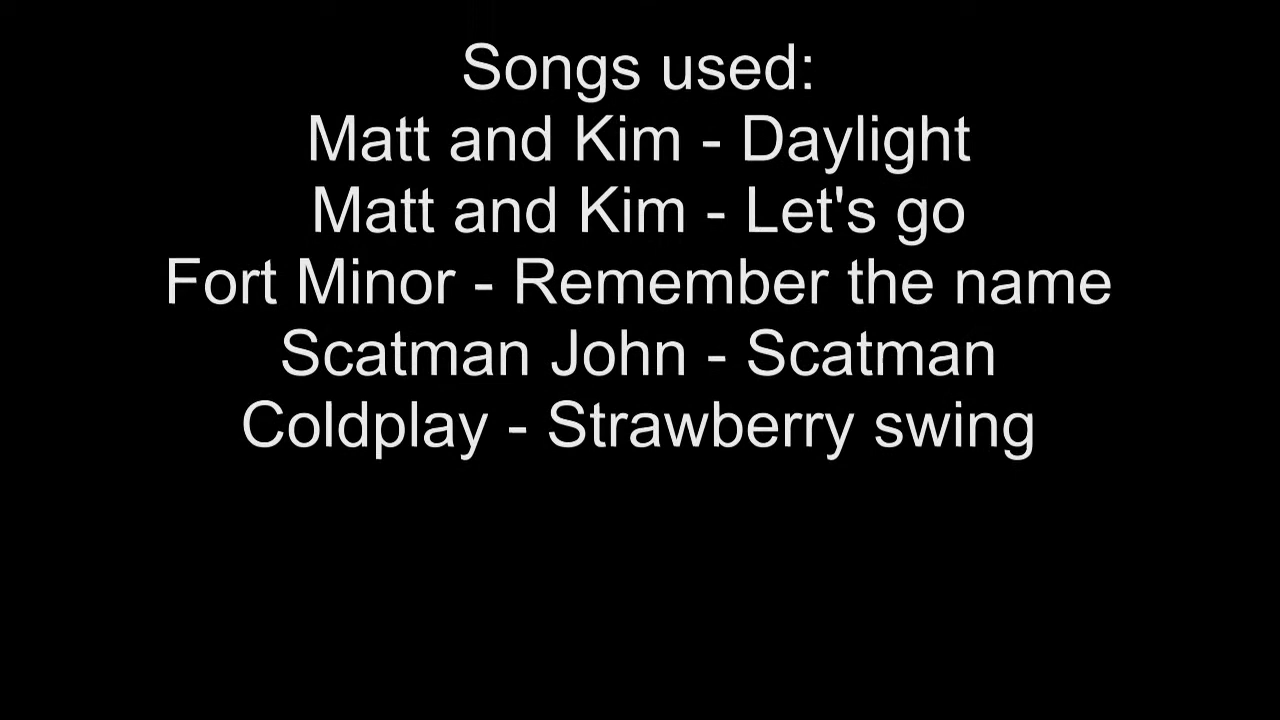 Songs used:
Matt and Kim - Daylight
Matt and Kim - Let's go
Fort Minor - Remember the name
Scatman John - Scatman
Coldplay - Strawberry swing